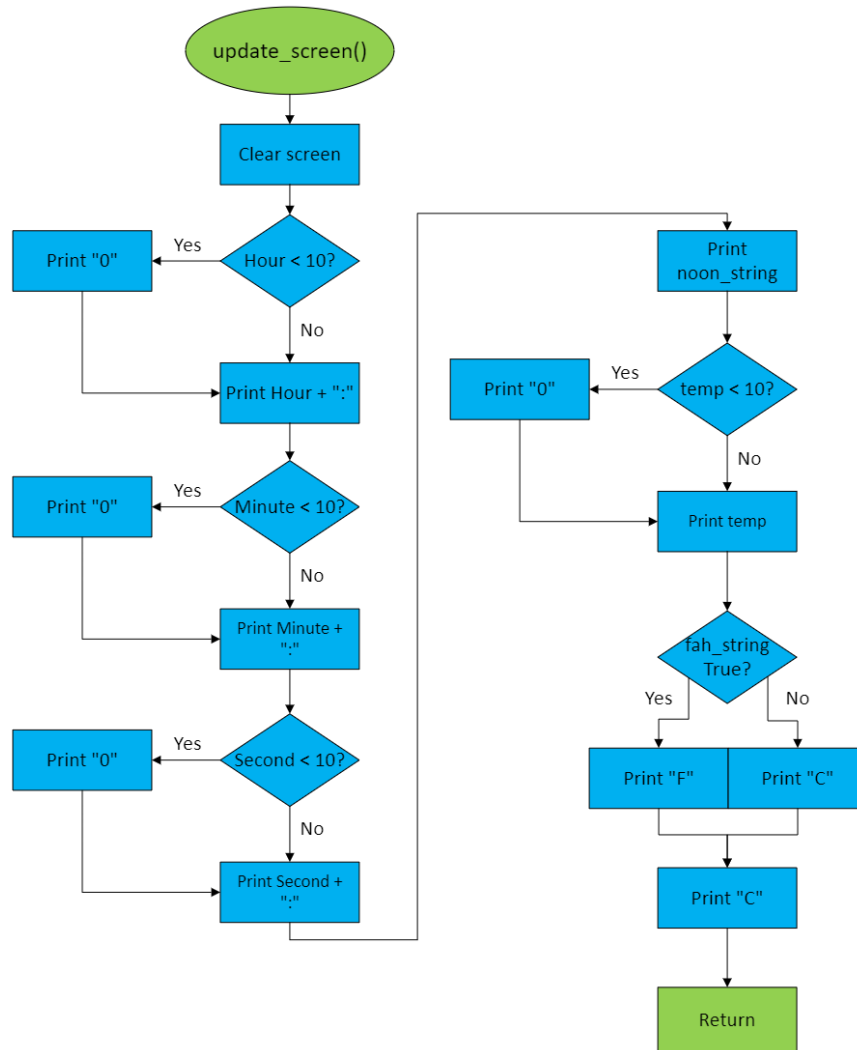 update_screen()
Clear screen
Hour < 10?
Yes
Print "0"
No
Print Hour + ":"
Minute < 10?
Yes
Print "0"
No
Print Minute +
":"
Second < 10?
Yes
Print "0"
No
Print Second +
":"
Print
noon_string
temp < 10?
Yes
Print "0"
No
Print temp
fah_string
True?
Yes
No
Print "F"
Print "C"
Print "C"
Return